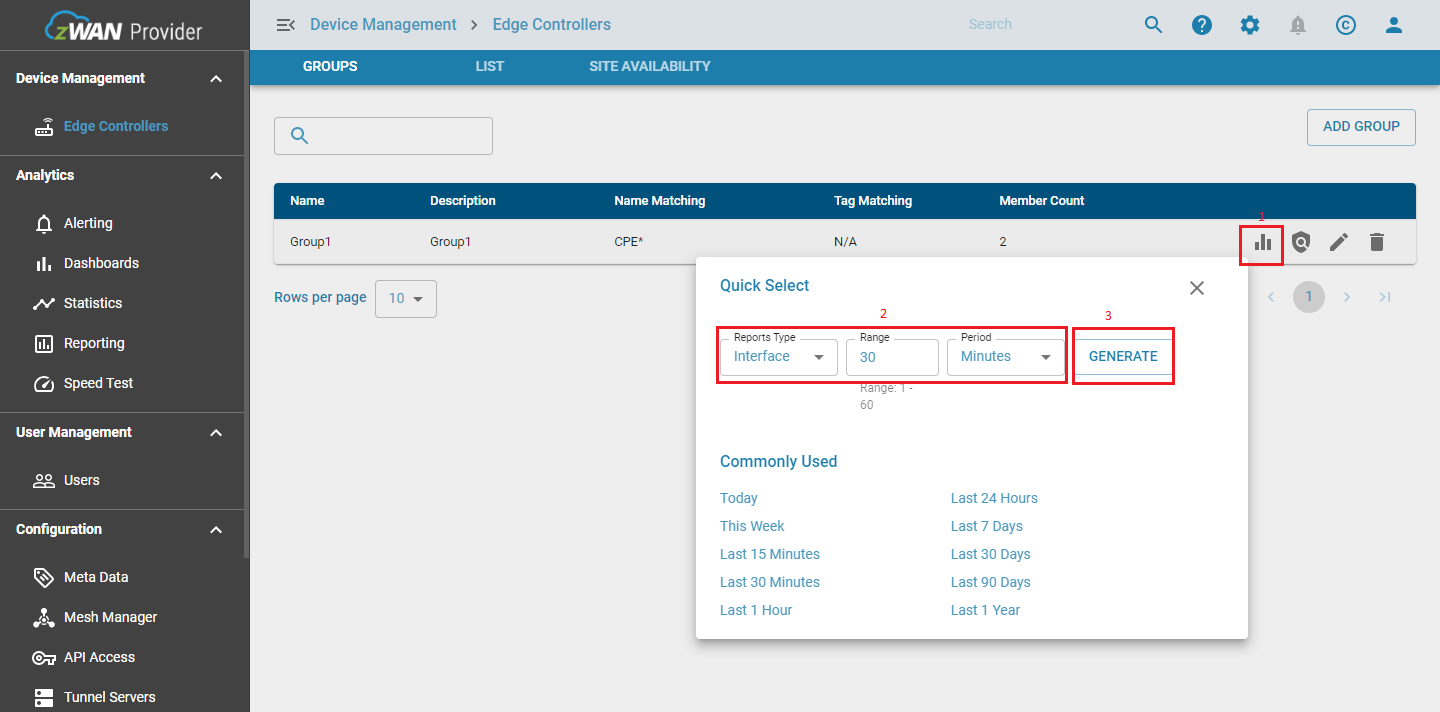 zWAN Provider
Device Management
Edge Controllers
Analytics
Alerting
Dashboards
Statistics
Reporting
Speed Test
User Management
Users
Configuration
Meta Data
Mesh Manager
API Access
Tunnel Servers
Device Management > Edge Controllers
Search
GROUPS LIST SITE AVAILABILITY
ADD GROUP
Name Description Name Matching Tag Matching Member Count
1
Group1 Group1 CPE* N/A 2
Rows per page 10
1
Quick Select
2 3
Reports Type Range Period
Interface 30 Minutes GENERATE
Range: 1 -
60
Commonly Used
Today Last 24 Hours
This Week Last 7 Days
Last 15 Minutes Last 30 Days
Last 30 Minutes Last 90 Days
Last 1 Hour Last 1 Year